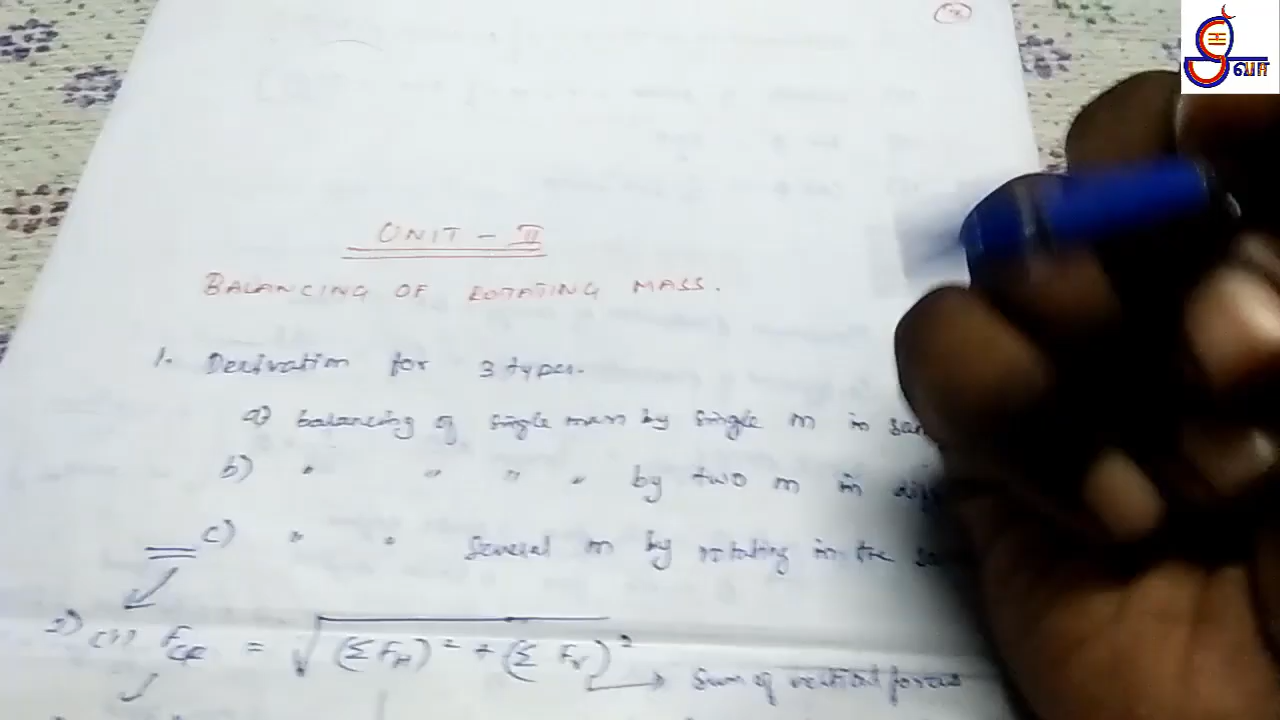 வா
UNIT - II
BALANCING OF ROTATING MASS.
1. Derivation for 3 types.
a) balancing of single mass by single m in
b) " " " " by two m in
c) " " Several m by rotating in the
FCF = √(ΣFH)² + (ΣFV)²
Sum of vertical forces